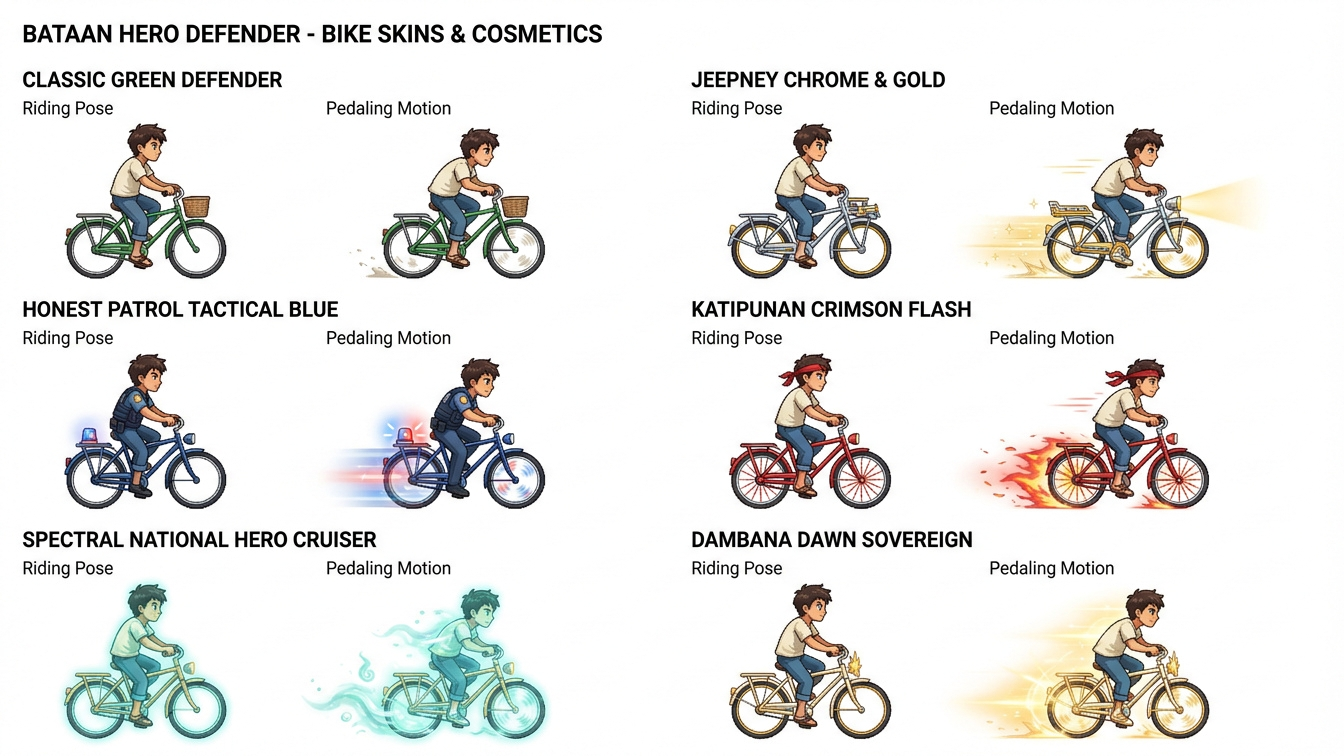 BATAAN HERO DEFENDER - BIKE SKINS & COSMETICS
CLASSIC GREEN DEFENDER
Riding Pose
Pedaling Motion
JEEPNEY CHROME & GOLD
Riding Pose
Pedaling Motion
HONEST PATROL TACTICAL BLUE
Riding Pose
Pedaling Motion
KATIPUNAN CRIMSON FLASH
Riding Pose
Pedaling Motion
SPECTRAL NATIONAL HERO CRUISER
Riding Pose
Pedaling Motion
DAMBANA DAWN SOVEREIGN
Riding Pose
Pedaling Motion